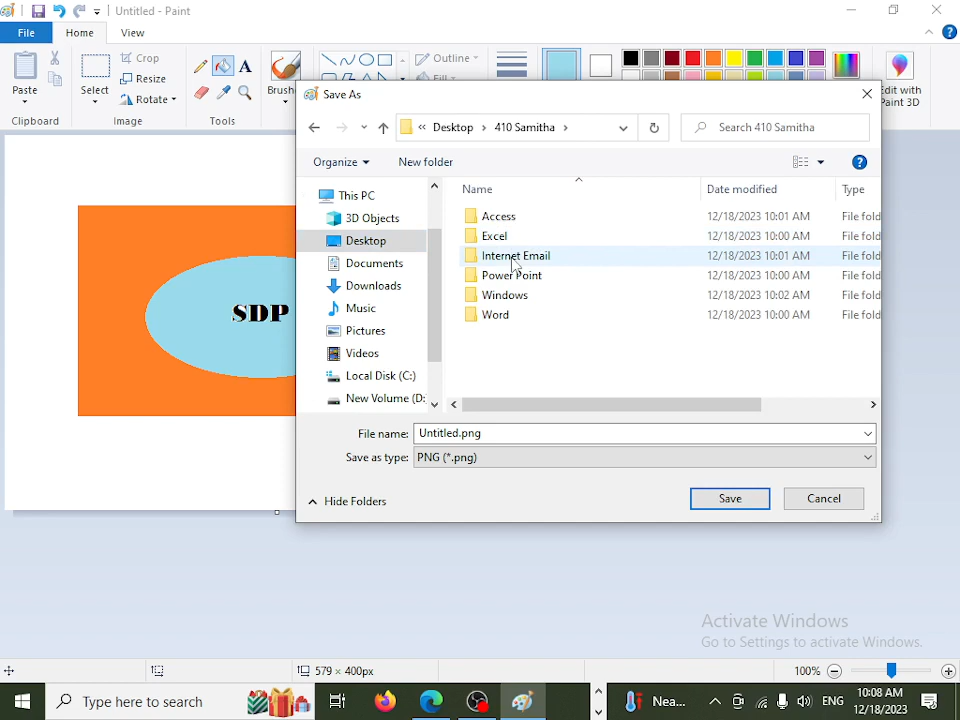 Untitled - Paint
File
Home
View
Paste
Select
Crop
Resize
Rotate
Brush
Outline
Fill
Edit with
Paint 3D
Clipboard
Image
Tools
SDP
Save As
« Desktop › 410 Samitha ›
Search 410 Samitha
Organize
New folder
Name
Date modified
Type
This PC
3D Objects
Desktop
Documents
Downloads
Music
Pictures
Videos
Local Disk (C:)
New Volume (D:
Access 12/18/2023 10:01 AM File fold
Excel 12/18/2023 10:00 AM File fold
Internet Email 12/18/2023 10:01 AM File fold
Power Point 12/18/2023 10:00 AM File fold
Windows 12/18/2023 10:02 AM File fold
Word 12/18/2023 10:00 AM File fold
File name: Untitled.png
Save as type: PNG (*.png)
Hide Folders
Save
Cancel
Activate Windows
Go to Settings to activate Windows.
579 × 400px
100%
Type here to search
Nea...
ENG
10:08 AM
12/18/2023